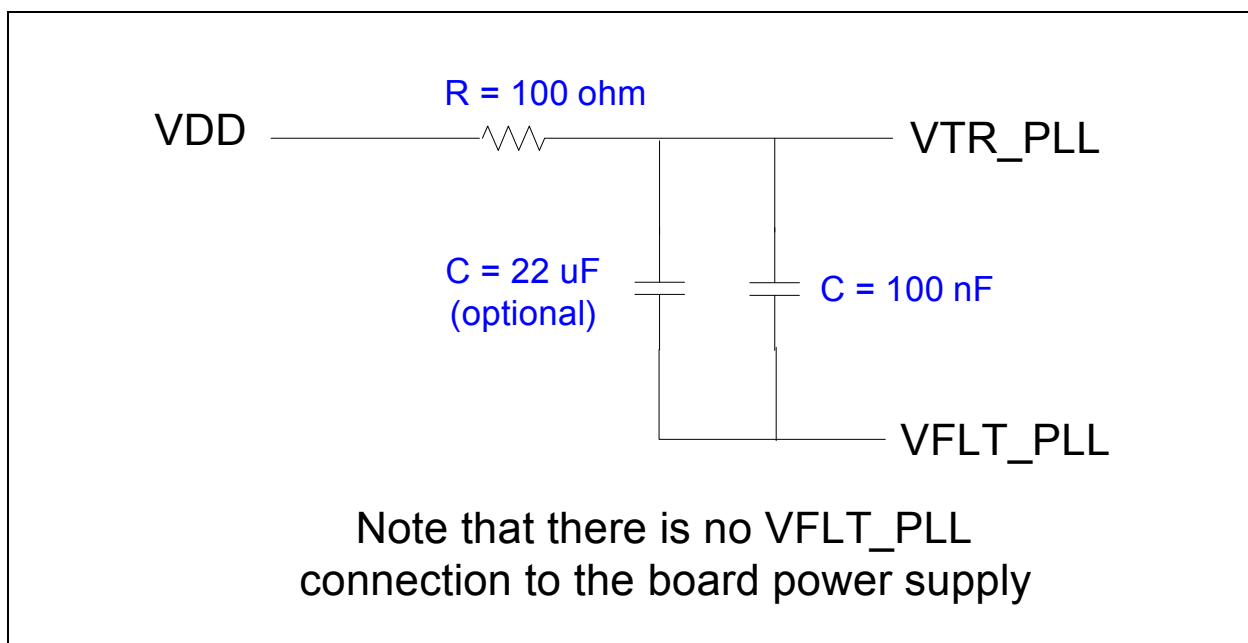 R = 100 ohm
VDD
VTR_PLL
C = 22 uF
(optional)
C = 100 nF
VFLT_PLL
Note that there is no VFLT_PLL
connection to the board power supply